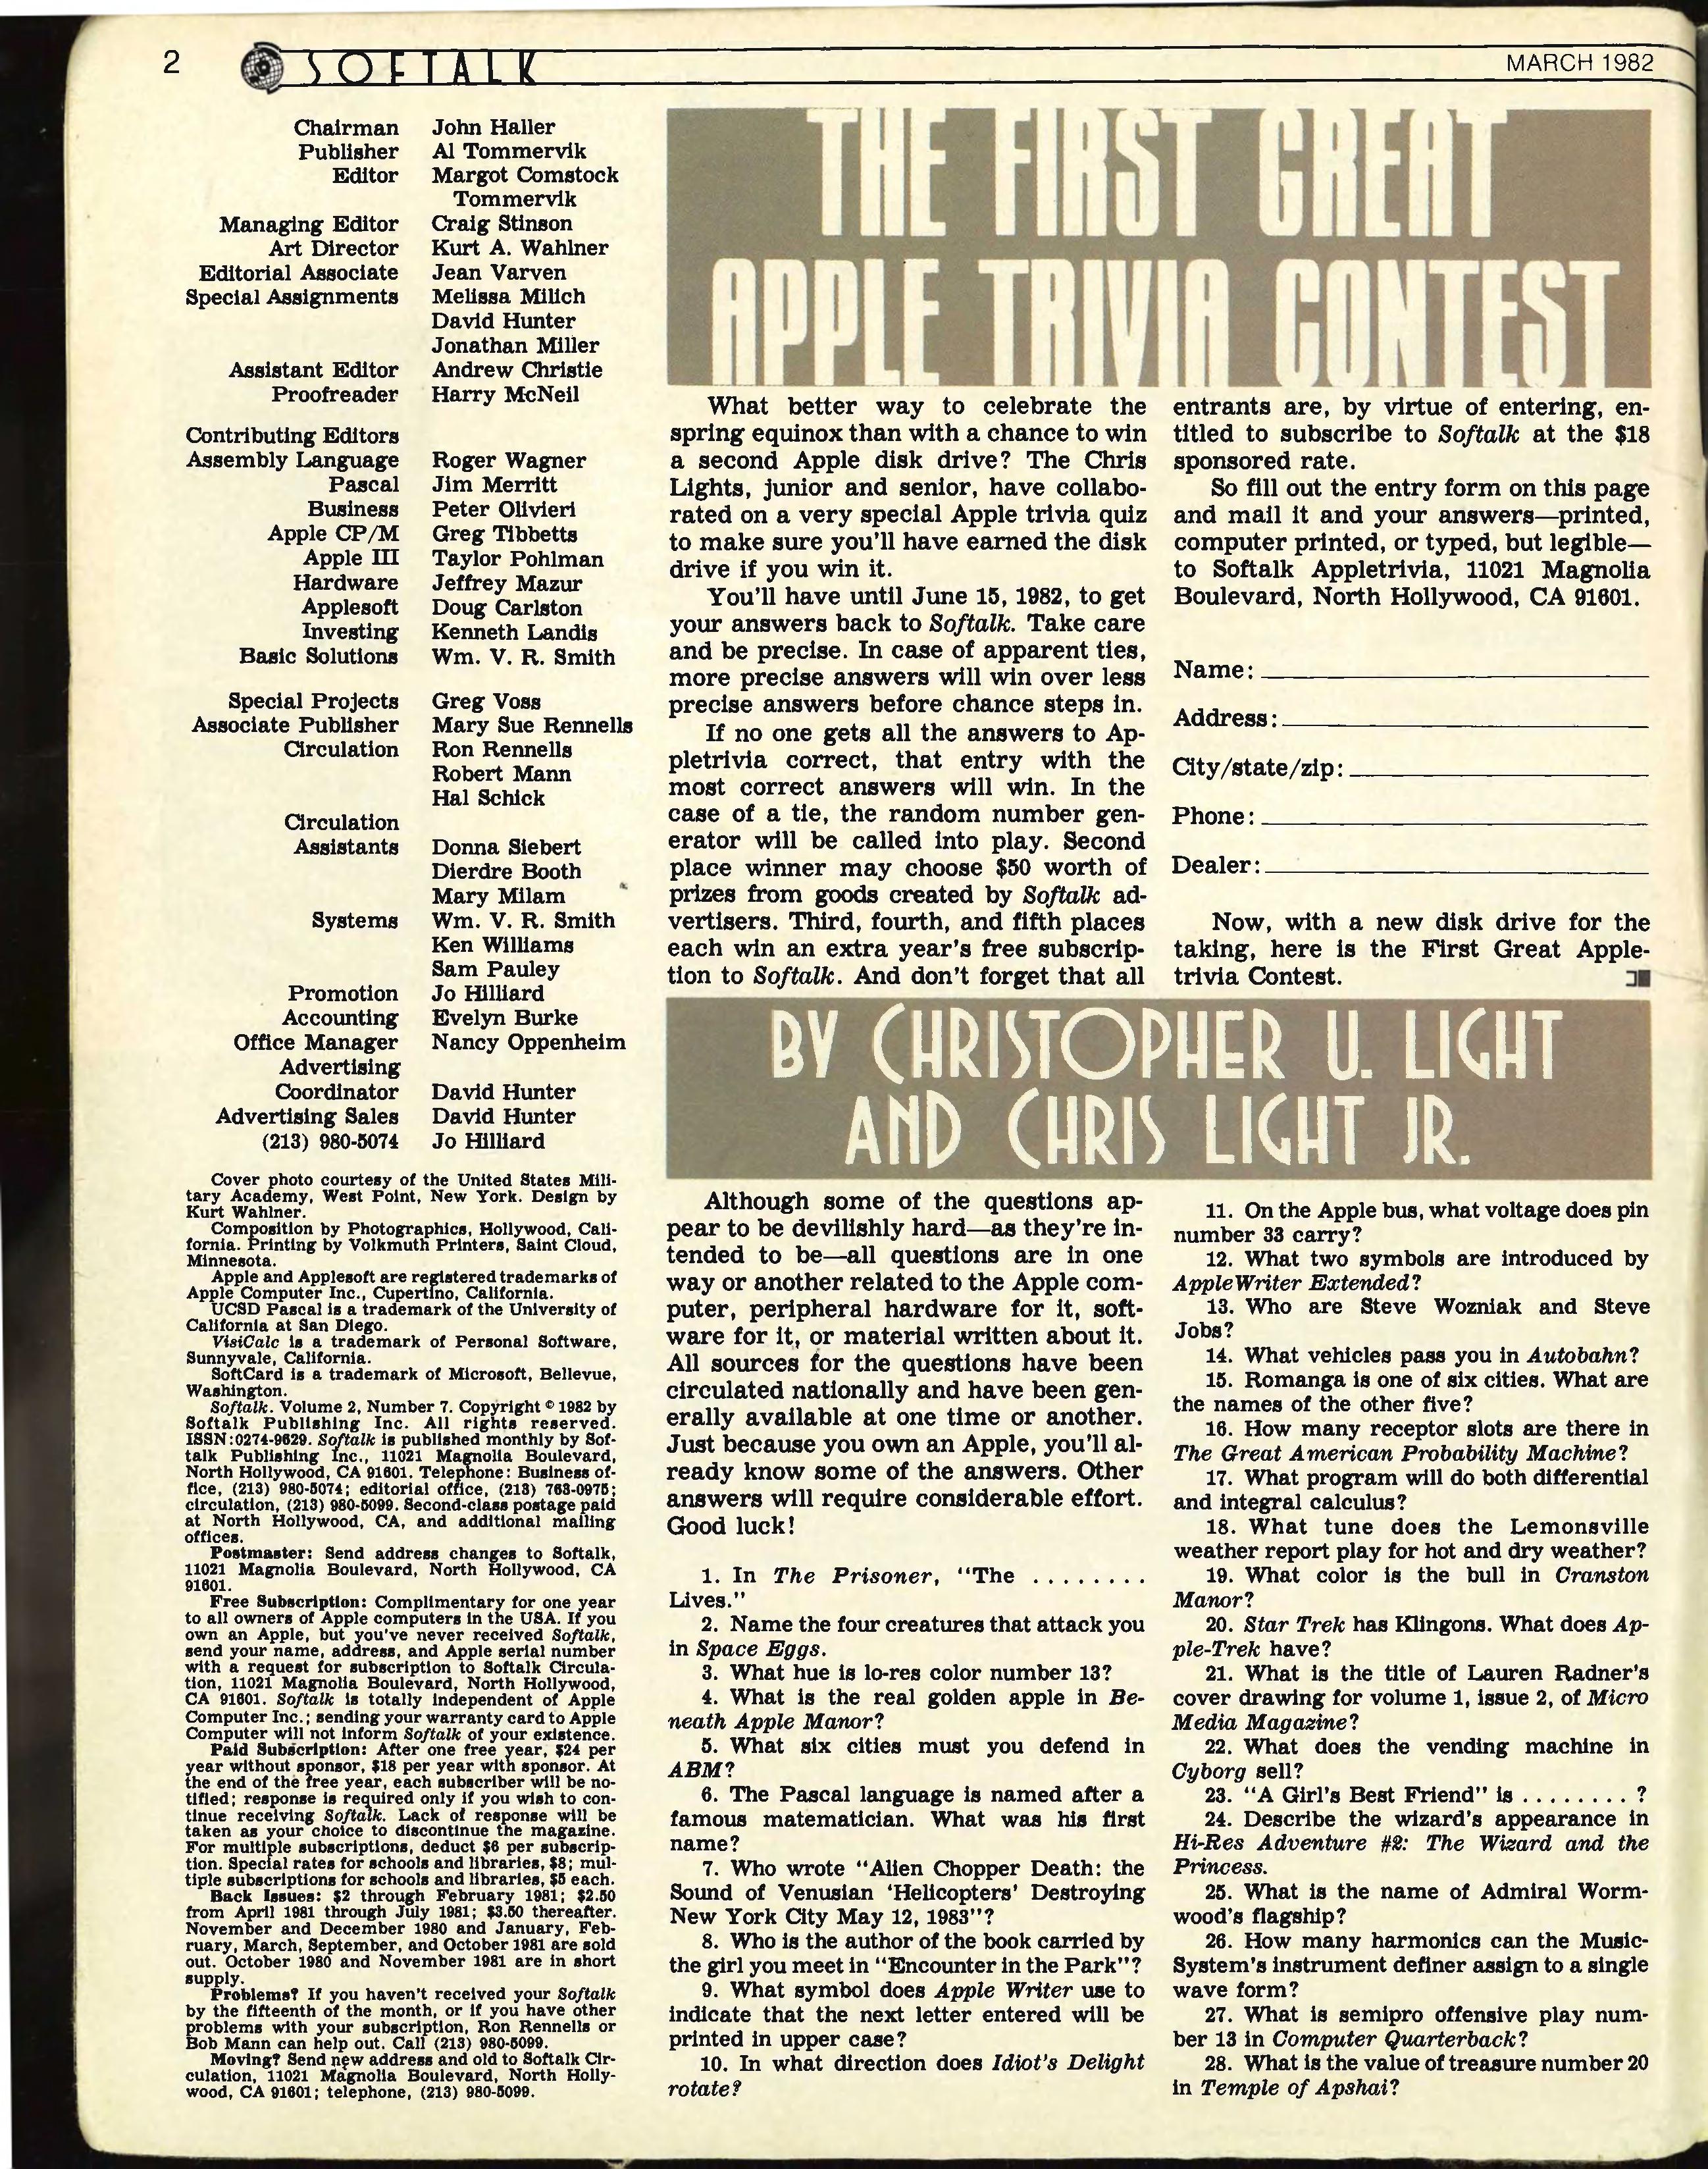 2
SOFTALK
MARCH 1982
Chairman John Haller
Publisher Al Tommervik
Editor Margot Comstock
Tommervik
Managing Editor Craig Stinson
Art Director Kurt A. Wahlner
Editorial Associate Jean Varven
Special Assignments Melissa Milich
David Hunter
Jonathan Miller
Assistant Editor Andrew Christie
Proofreader Harry McNeil
Contributing Editors
Assembly Language Roger Wagner
Pascal Jim Merritt
Business Peter Olivieri
Apple CP/M Greg Tibbetts
Apple III Taylor Pohlman
Hardware Jeffrey Mazur
Applesoft Doug Carlston
Investing Kenneth Landis
Basic Solutions Wm. V. R. Smith
Special Projects Greg Voss
Associate Publisher Mary Sue Rennells
Circulation Ron Rennells
Robert Mann
Hal Schick
Circulation
Assistants Donna Siebert
Dierdre Booth
Mary Milam
Systems Wm. V. R. Smith
Ken Williams
Sam Pauley
Promotion Jo Hilliard
Accounting Evelyn Burke
Office Manager Nancy Oppenheim
Advertising
Coordinator David Hunter
Advertising Sales David Hunter
(213) 980-5074 Jo Hilliard
Cover photo courtesy of the United States Mili-
tary Academy, West Point, New York. Design by
Kurt Wahlner.
Composition by Photographics, Hollywood, Cali-
fornia. Printing by Volkmuth Printers, Saint Cloud,
Minnesota.
Apple and Applesoft are registered trademarks of
Apple Computer Inc., Cupertino, California.
UCSD Pascal is a trademark of the University of
California at San Diego.
VisiCalc is a trademark of Personal Software,
Sunnyvale, California.
SoftCard is a trademark of Microsoft, Bellevue,
Washington.
Softalk. Volume 2, Number 7. Copyright © 1982 by
Softalk Publishing Inc. All rights reserved.
ISSN:0274-9629. Softalk is published monthly by Sof-
talk Publishing Inc., 11021 Magnolia Boulevard,
North Hollywood, CA 91601. Telephone: Business of-
fice, (213) 980-5074; editorial office, (213) 763-0975;
circulation, (213) 980-5099. Second-class postage paid
at North Hollywood, CA, and additional mailing
offices.
Postmaster: Send address changes to Softalk,
11021 Magnolia Boulevard, North Hollywood, CA
91601.
Free Subscription: Complimentary for one year
to all owners of Apple computers in the USA. If you
own an Apple, but you've never received Softalk,
send your name, address, and Apple serial number
with a request for subscription to Softalk Circula-
tion, 11021 Magnolia Boulevard, North Hollywood,
CA 91601. Softalk is totally independent of Apple
Computer Inc.; sending your warranty card to Apple
Computer will not inform Softalk of your existence.
Paid Subscription: After one free year, $24 per
year without sponsor, $18 per year with sponsor. At
the end of the free year, each subscriber will be no-
tified; response is required only if you wish to con-
tinue receiving Softalk. Lack of response will be
taken as your choice to discontinue the magazine.
For multiple subscriptions, deduct $6 per subscrip-
tion. Special rates for schools and libraries, $8; mul-
tiple subscriptions for schools and libraries, $5 each.
Back Issues: $2 through February 1981; $2.50
from April 1981 through July 1981; $3.50 thereafter.
November and December 1980 and January, Feb-
ruary, March, September, and October 1981 are sold
out. October 1980 and November 1981 are in short
supply.
Problems? If you haven't received your Softalk
by the fifteenth of the month, or if you have other
problems with your subscription, Ron Rennells or
Bob Mann can help out. Call (213) 980-5099.
Moving? Send new address and old to Softalk Cir-
culation, 11021 Magnolia Boulevard, North Holly-
wood, CA 91601; telephone, (213) 980-5099.
THE FIRST GREAT
APPLE TRIVIA CONTEST
What better way to celebrate the
spring equinox than with a chance to win
a second Apple disk drive? The Chris
Lights, junior and senior, have collabo-
rated on a very special Apple trivia quiz
to make sure you'll have earned the disk
drive if you win it.
You'll have until June 15, 1982, to get
your answers back to Softalk. Take care
and be precise. In case of apparent ties,
more precise answers will win over less
precise answers before chance steps in.
If no one gets all the answers to Ap-
pletrivia correct, that entry with the
most correct answers will win. In the
case of a tie, the random number gen-
erator will be called into play. Second
place winner may choose $50 worth of
prizes from goods created by Softalk ad-
vertisers. Third, fourth, and fifth places
each win an extra year's free subscrip-
tion to Softalk. And don't forget that all
entrants are, by virtue of entering, en-
titled to subscribe to Softalk at the $18
sponsored rate.
So fill out the entry form on this page
and mail it and your answers—printed,
computer printed, or typed, but legible—
to Softalk Appletrivia, 11021 Magnolia
Boulevard, North Hollywood, CA 91601.
Name:
Address:
City/state/zip:
Phone:
Dealer:
Now, with a new disk drive for the
taking, here is the First Great Apple-
trivia Contest.
BY CHRISTOPHER U. LIGHT
AND CHRIS LIGHT JR.
Although some of the questions ap-
pear to be devilishly hard—as they're in-
tended to be—all questions are in one
way or another related to the Apple com-
puter, peripheral hardware for it, soft-
ware for it, or material written about it.
All sources for the questions have been
circulated nationally and have been gen-
erally available at one time or another.
Just because you own an Apple, you'll al-
ready know some of the answers. Other
answers will require considerable effort.
Good luck!
1. In The Prisoner, "The ........
Lives."
2. Name the four creatures that attack you
in Space Eggs.
3. What hue is lo-res color number 13?
4. What is the real golden apple in Be-
neath Apple Manor?
5. What six cities must you defend in
ABM?
6. The Pascal language is named after a
famous matematician. What was his first
name?
7. Who wrote "Alien Chopper Death: the
Sound of Venusian 'Helicopters' Destroying
New York City May 12, 1983"?
8. Who is the author of the book carried by
the girl you meet in "Encounter in the Park"?
9. What symbol does Apple Writer use to
indicate that the next letter entered will be
printed in upper case?
10. In what direction does Idiot's Delight
rotate?
11. On the Apple bus, what voltage does pin
number 33 carry?
12. What two symbols are introduced by
AppleWriter Extended?
13. Who are Steve Wozniak and Steve
Jobs?
14. What vehicles pass you in Autobahn?
15. Romanga is one of six cities. What are
the names of the other five?
16. How many receptor slots are there in
The Great American Probability Machine?
17. What program will do both differential
and integral calculus?
18. What tune does the Lemonsville
weather report play for hot and dry weather?
19. What color is the bull in Cranston
Manor?
20. Star Trek has Klingons. What does Ap-
ple-Trek have?
21. What is the title of Lauren Radner's
cover drawing for volume 1, issue 2, of Micro
Media Magazine?
22. What does the vending machine in
Cyborg sell?
23. "A Girl's Best Friend" is ........ ?
24. Describe the wizard's appearance in
Hi-Res Adventure #2: The Wizard and the
Princess.
25. What is the name of Admiral Worm-
wood's flagship?
26. How many harmonics can the Music-
System's instrument definer assign to a single
wave form?
27. What is semipro offensive play num-
ber 13 in Computer Quarterback?
28. What is the value of treasure number 20
in Temple of Apshai?